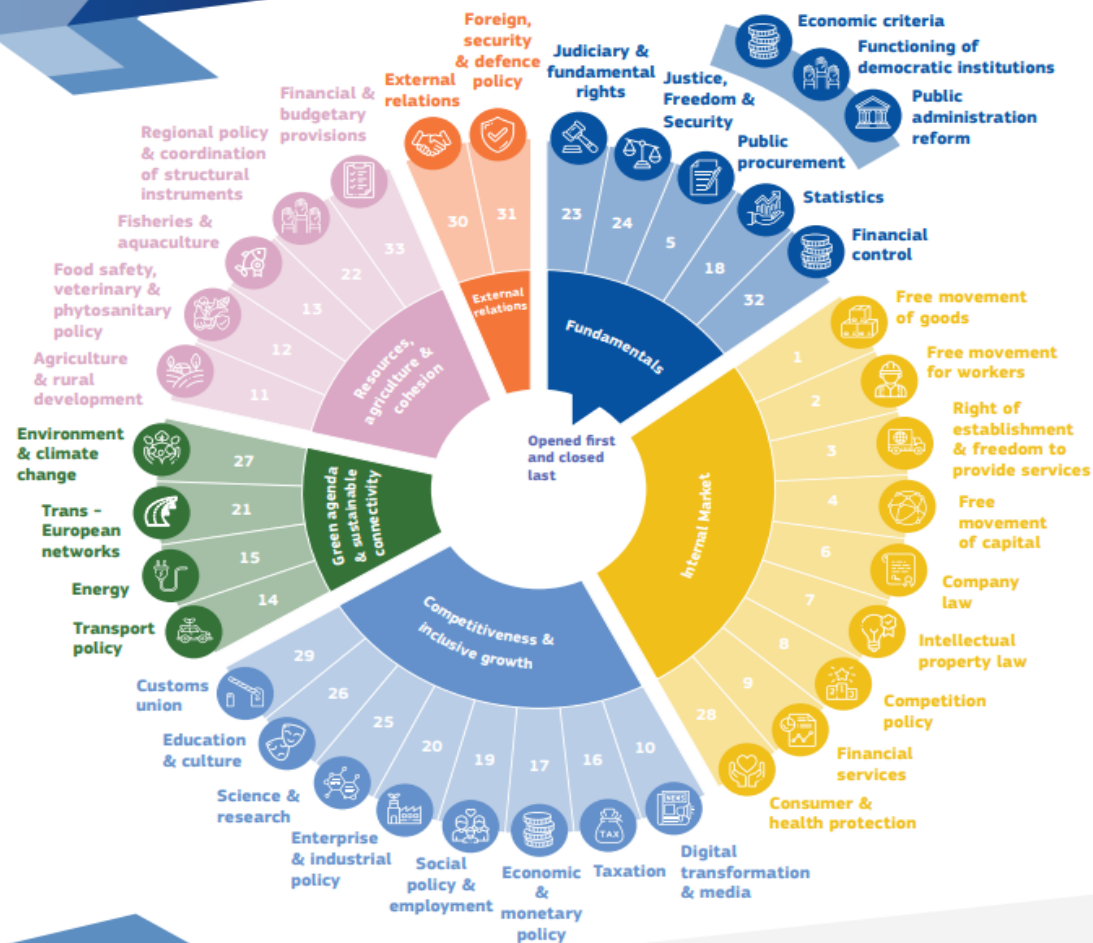 Economic criteria
Functioning of
democratic institutions
Public
administration
reform
Foreign,
security
& defence
policy
External
relations
Judiciary &
fundamental
rights
Justice,
Freedom &
Security
Public
procurement
Statistics
Financial
control
23
24
5
18
32
Fundamentals
Opened first
and closed
last
Free movement
of goods
Free movement
for workers
Right of
establishment
& freedom to
provide services
Free
movement
of capital
Company
law
Intellectual
property law
Competition
policy
Financial
services
Consumer &
health protection
1
2
3
4
6
7
8
9
28
Internal Market
Digital
transformation
& media
Taxation
Economic
&
monetary
policy
Social
policy &
employment
Enterprise
& industrial
policy
Science &
research
Education
& culture
Customs
union
10
16
17
19
20
25
26
29
Competitiveness &
inclusive growth
TAX
NEWS
Transport
policy
Energy
Trans -
European
networks
Environment
& climate
change
14
15
21
27
Green agenda
& sustainable
connectivity
Agriculture
& rural
development
Food safety,
veterinary &
phytosanitary
policy
Fisheries &
aquaculture
Regional policy
& coordination
of structural
instruments
Financial &
budgetary
provisions
11
12
13
22
33
Resources,
agriculture &
cohesion
30
31
External
relations